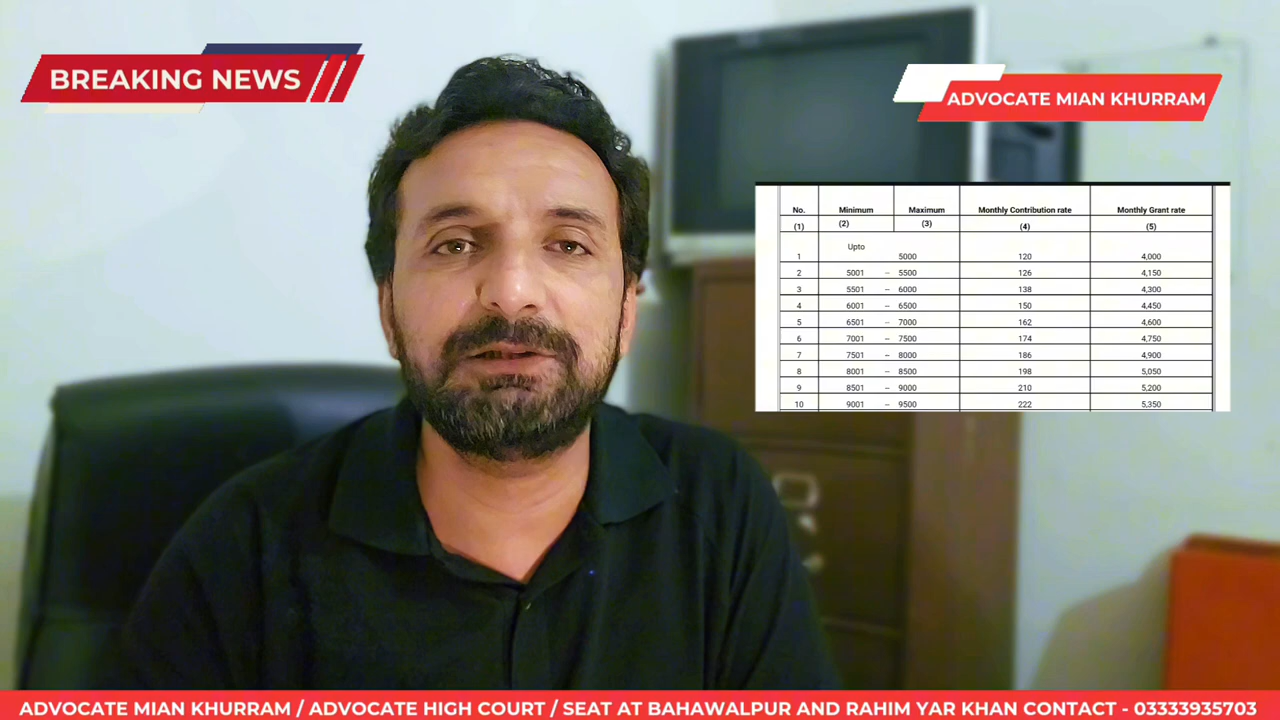 BREAKING NEWS
ADVOCATE MIAN KHURRAM
No. Minimum Maximum Monthly Contribution rate Monthly Grant rate
(1) (2) (3) (4) (5)
Upto
1 5000 120 4,000
2 5001 – 5500 126 4,150
3 5501 – 6000 138 4,300
4 6001 – 6500 150 4,450
5 6501 – 7000 162 4,600
6 7001 – 7500 174 4,750
7 7501 – 8000 186 4,900
8 8001 – 8500 198 5,050
9 8501 – 9000 210 5,200
10 9001 – 9500 222 5,350
ADVOCATE MIAN KHURRAM / ADVOCATE HIGH COURT / SEAT AT BAHAWALPUR AND RAHIM YAR KHAN CONTACT - 03333935703